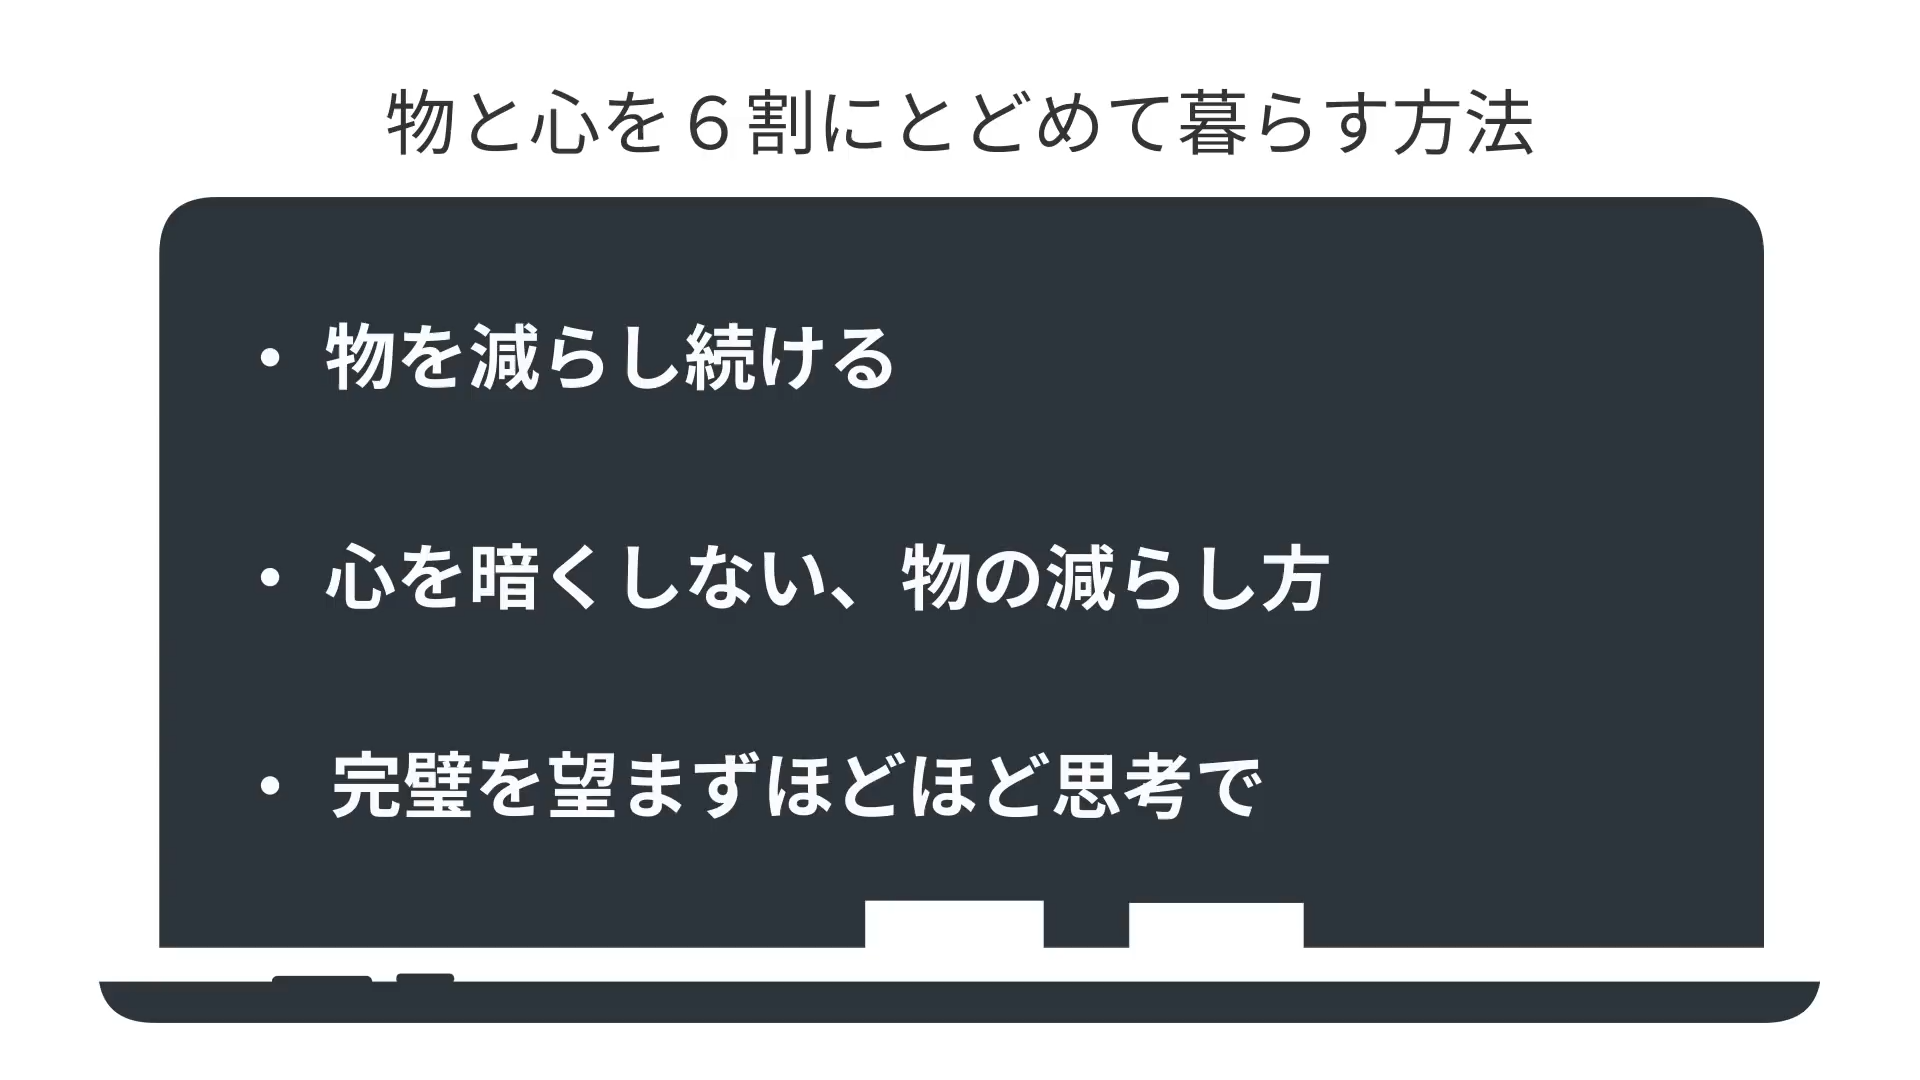 物と心を６割にとどめて暮らす方法
• 物を減らし続ける
• 心を暗くしない、物の減らし方
• 完璧を望まずほどほど思考で